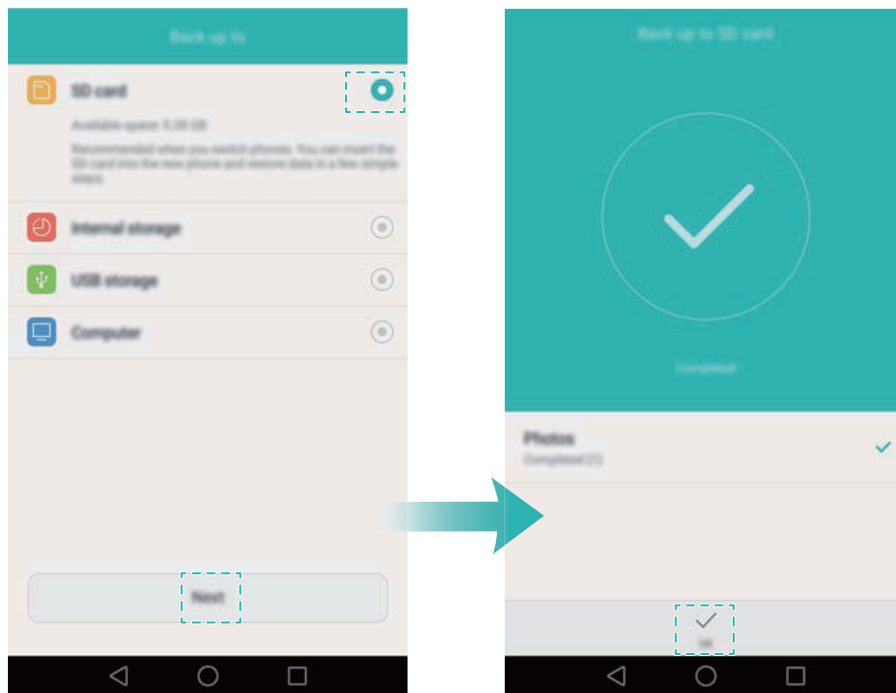 Back up to
SD card
Available space: GB
Recommended when you switch phones. You can insert the
SD card into the new phone and restore data in a few simple
steps.
Internal storage
USB storage
Computer
Next
Back up to SD card
Completed
Photos
Completed (1)
OK